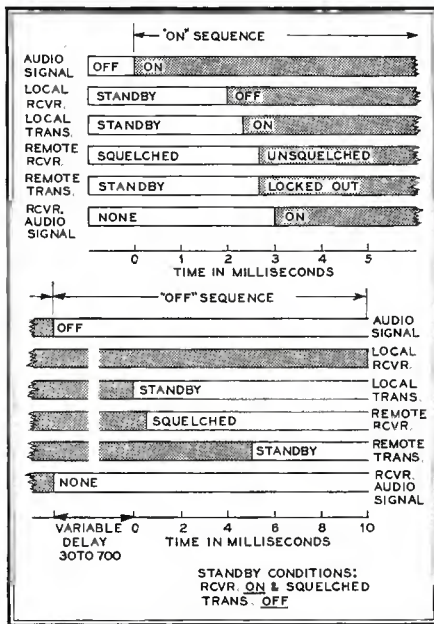 "ON" SEQUENCE
AUDIO SIGNAL OFF ON
LOCAL RCVR. STANDBY OFF
LOCAL TRANS. STANDBY ON
REMOTE RCVR. SQUELCHED UNSQUELCHED
REMOTE TRANS. STANDBY LOCKED OUT
RCVR. AUDIO SIGNAL NONE ON
0 1 2 3 4 5
TIME IN MILLISECONDS
"OFF" SEQUENCE
OFF AUDIO SIGNAL
LOCAL RCVR.
STANDBY LOCAL TRANS.
SQUELCHED REMOTE RCVR.
STANDBY REMOTE TRANS.
NONE RCVR. AUDIO SIGNAL
0 2 4 6 8 10
VARIABLE DELAY 30 TO 700
TIME IN MILLISECONDS
STANDBY CONDITIONS:
RCVR. ON & SQUELCHED
TRANS. OFF